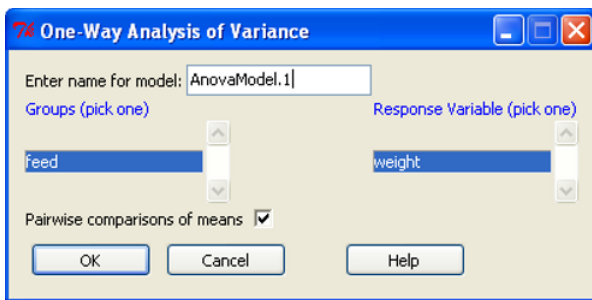 One-Way Analysis of Variance
Enter name for model: AnovaModel.1
Groups (pick one)
Response Variable (pick one)
feed
weight
Pairwise comparisons of means
OK Cancel Help